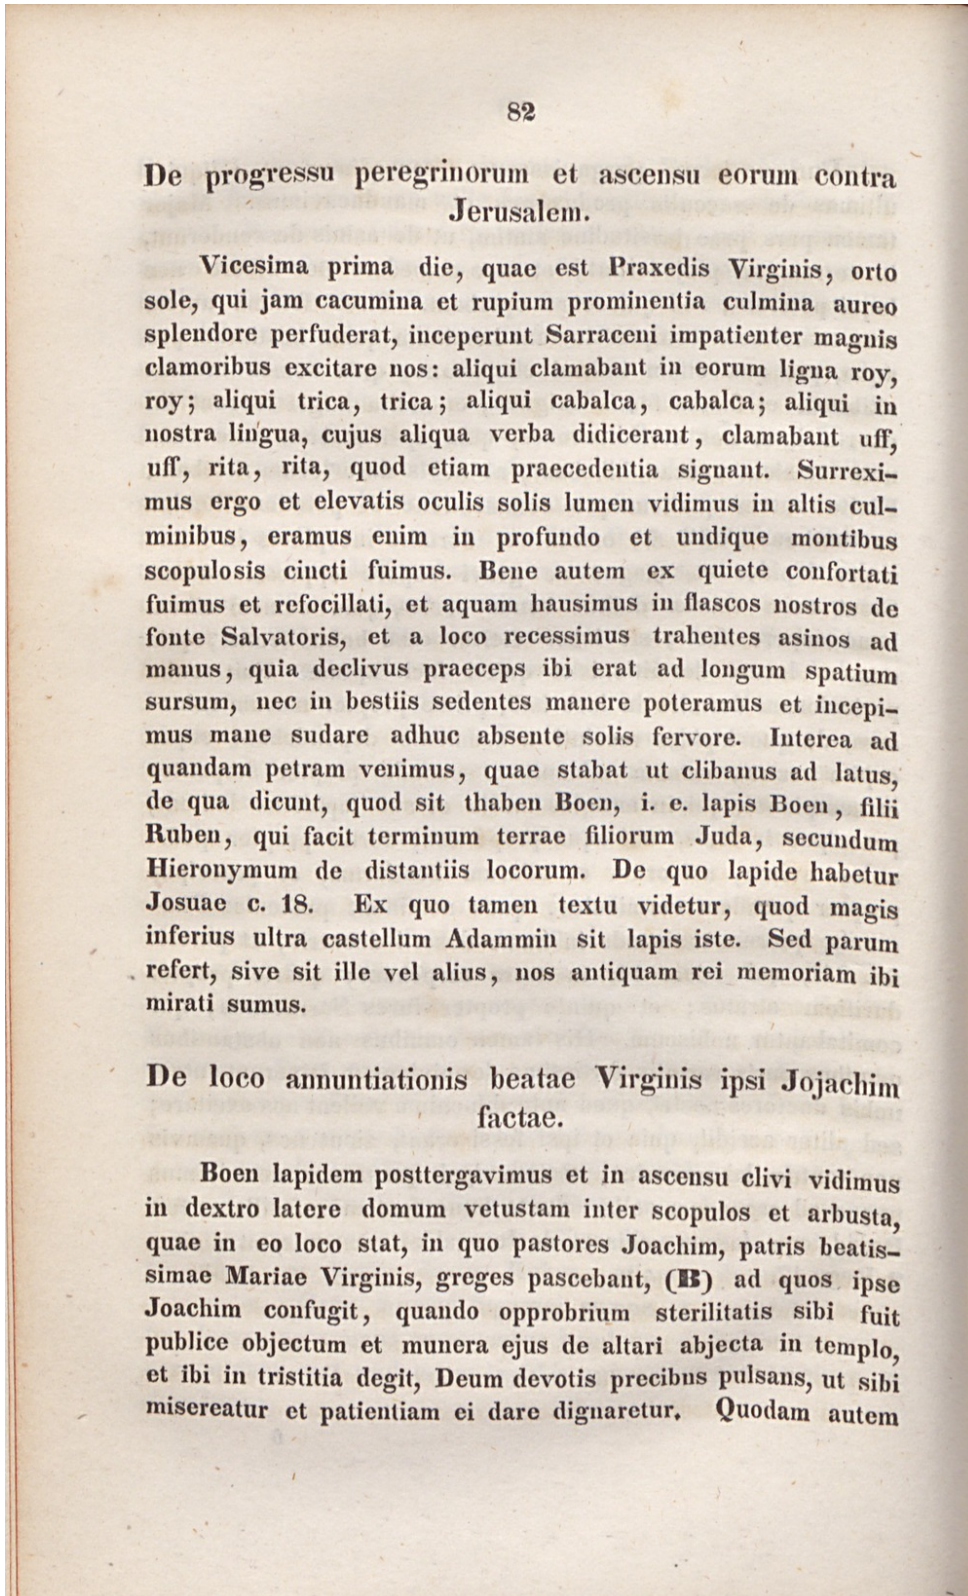 82
De progressu peregrinorum et ascensu eorum contra
Jerusalem.
Vicesima prima die, quae est Praxedis Virginis, orto
sole, qui jam cacumina et rupium prominentia culmina aureo
splendore perfuderat, inceperunt Sarraceni impatienter magnis
clamoribus excitare nos: aliqui clamabant in eorum ligna roy,
roy; aliqui trica, trica; aliqui cabalca, cabalca; aliqui in
nostra lingua, cujus aliqua verba didicerant, clamabant uff,
uff, rita, rita, quod etiam praecedentia signant. Surrexi-
mus ergo et elevatis oculis solis lumen vidimus in altis cul-
minibus, eramus enim in profundo et undique montibus
scopulosis cincti fuimus. Bene autem ex quiete confortati
fuimus et refocillati, et aquam hausimus in flascos nostros de
fonte Salvatoris, et a loco recessimus trahentes asinos ad
manus, quia declivus praeceps ibi erat ad longum spatium
sursum, nec in bestiis sedentes manere poteramus et incepi-
mus mane sudare adhuc absente solis fervore. Interea ad
quandam petram venimus, quae stabat ut clibanus ad latus,
de qua dicunt, quod sit thaben Boen, i. e. lapis Boen, filii
Ruben, qui facit terminum terrae filiorum Juda, secundum
Hieronymum de distantiis locorum. De quo lapide habetur
Josuae c. 18. Ex quo tamen textu videtur, quod magis
inferius ultra castellum Adammin sit lapis iste. Sed parum
refert, sive sit ille vel alius, nos antiquam rei memoriam ibi
mirati sumus.
De loco annuntiationis beatae Virginis ipsi Jojachim
factae.
Boen lapidem posttergavimus et in ascensu clivi vidimus
in dextro latere domum vetustam inter scopulos et arbusta,
quae in eo loco stat, in quo pastores Joachim, patris beatis-
simae Mariae Virginis, greges pascebant, (B) ad quos ipse
Joachim confugit, quando opprobrium sterilitatis sibi fuit
publice objectum et munera ejus de altari abjecta in templo,
et ibi in tristitia degit, Deum devotis precibus pulsans, ut sibi
misereatur et patientiam ei dare dignaretur. Quodam autem